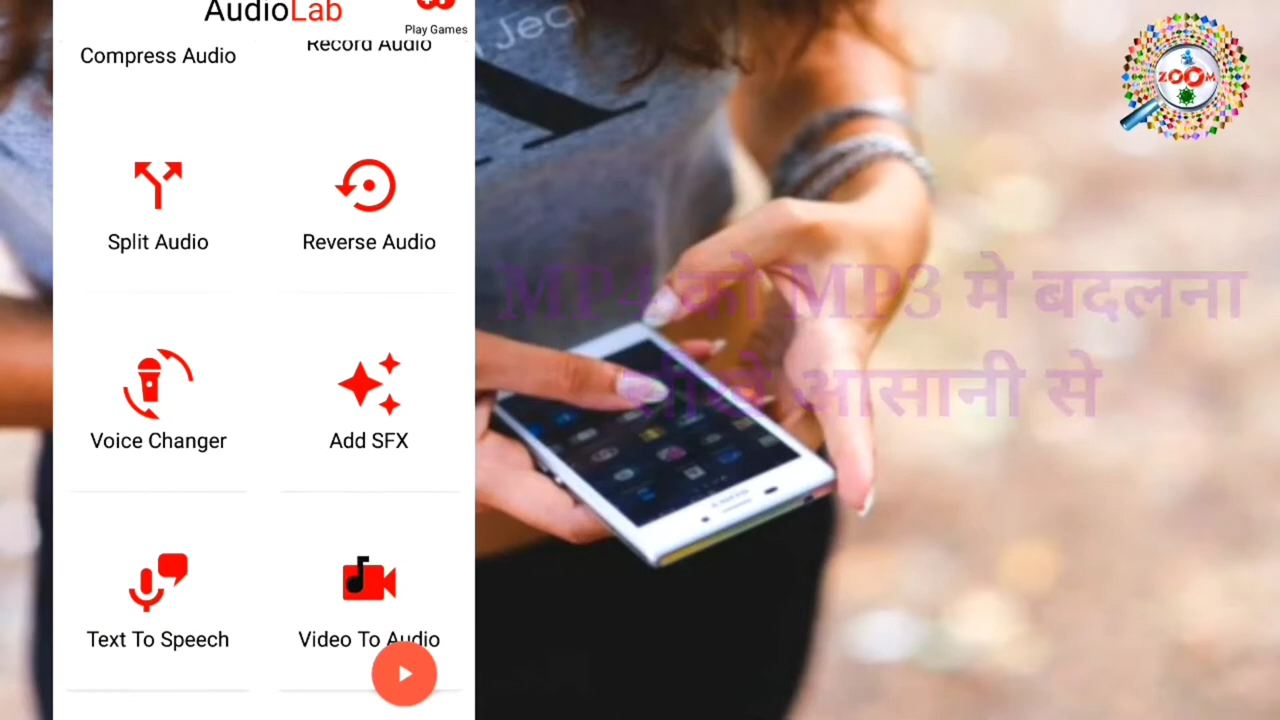 AudioLab
Play Games
Compress Audio
Record Audio
Split Audio
Reverse Audio
Voice Changer
Add SFX
Text To Speech
Video To Audio
ZOOM
MP4 को MP3 मे बदलना
सीखे आसानी से